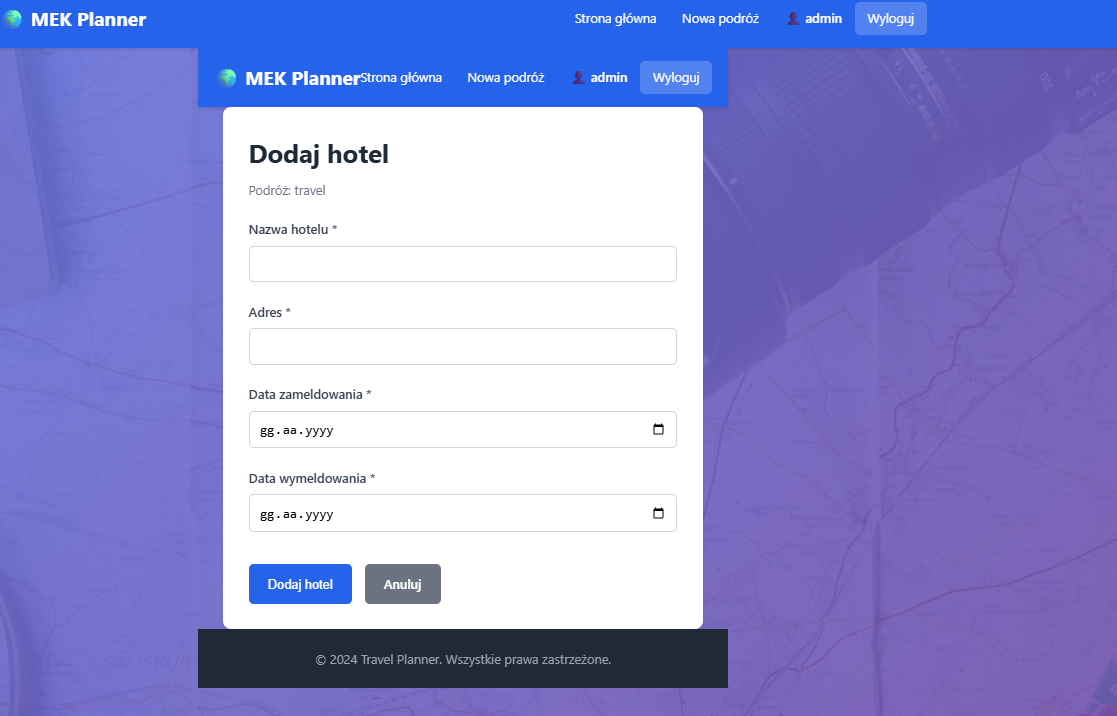 MEK Planner Strona główna Nowa podróż admin Wyloguj
MEK Planner Strona główna Nowa podróż admin Wyloguj
Dodaj hotel
Podróż: travel
Nazwa hotelu *
Adres *
Data zameldowania *
gg.aa.yyyy
Data wymeldowania *
gg.aa.yyyy
Dodaj hotel Anuluj
SALISBUR
© 2024 Travel Planner. Wszystkie prawa zastrzeżone.